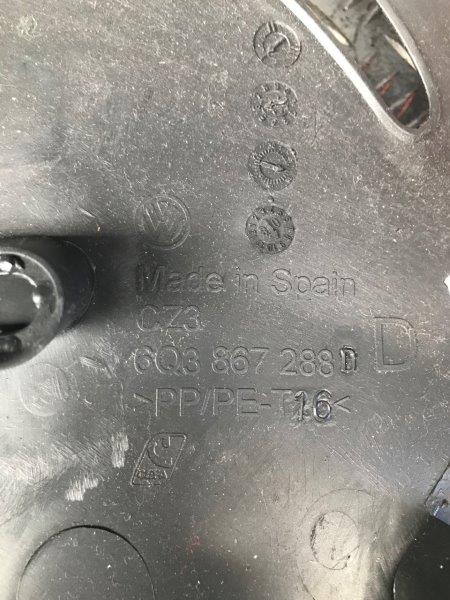 Made in Spain
CZ3
6Q3 867 288 D
D
>PP/PE-T16<